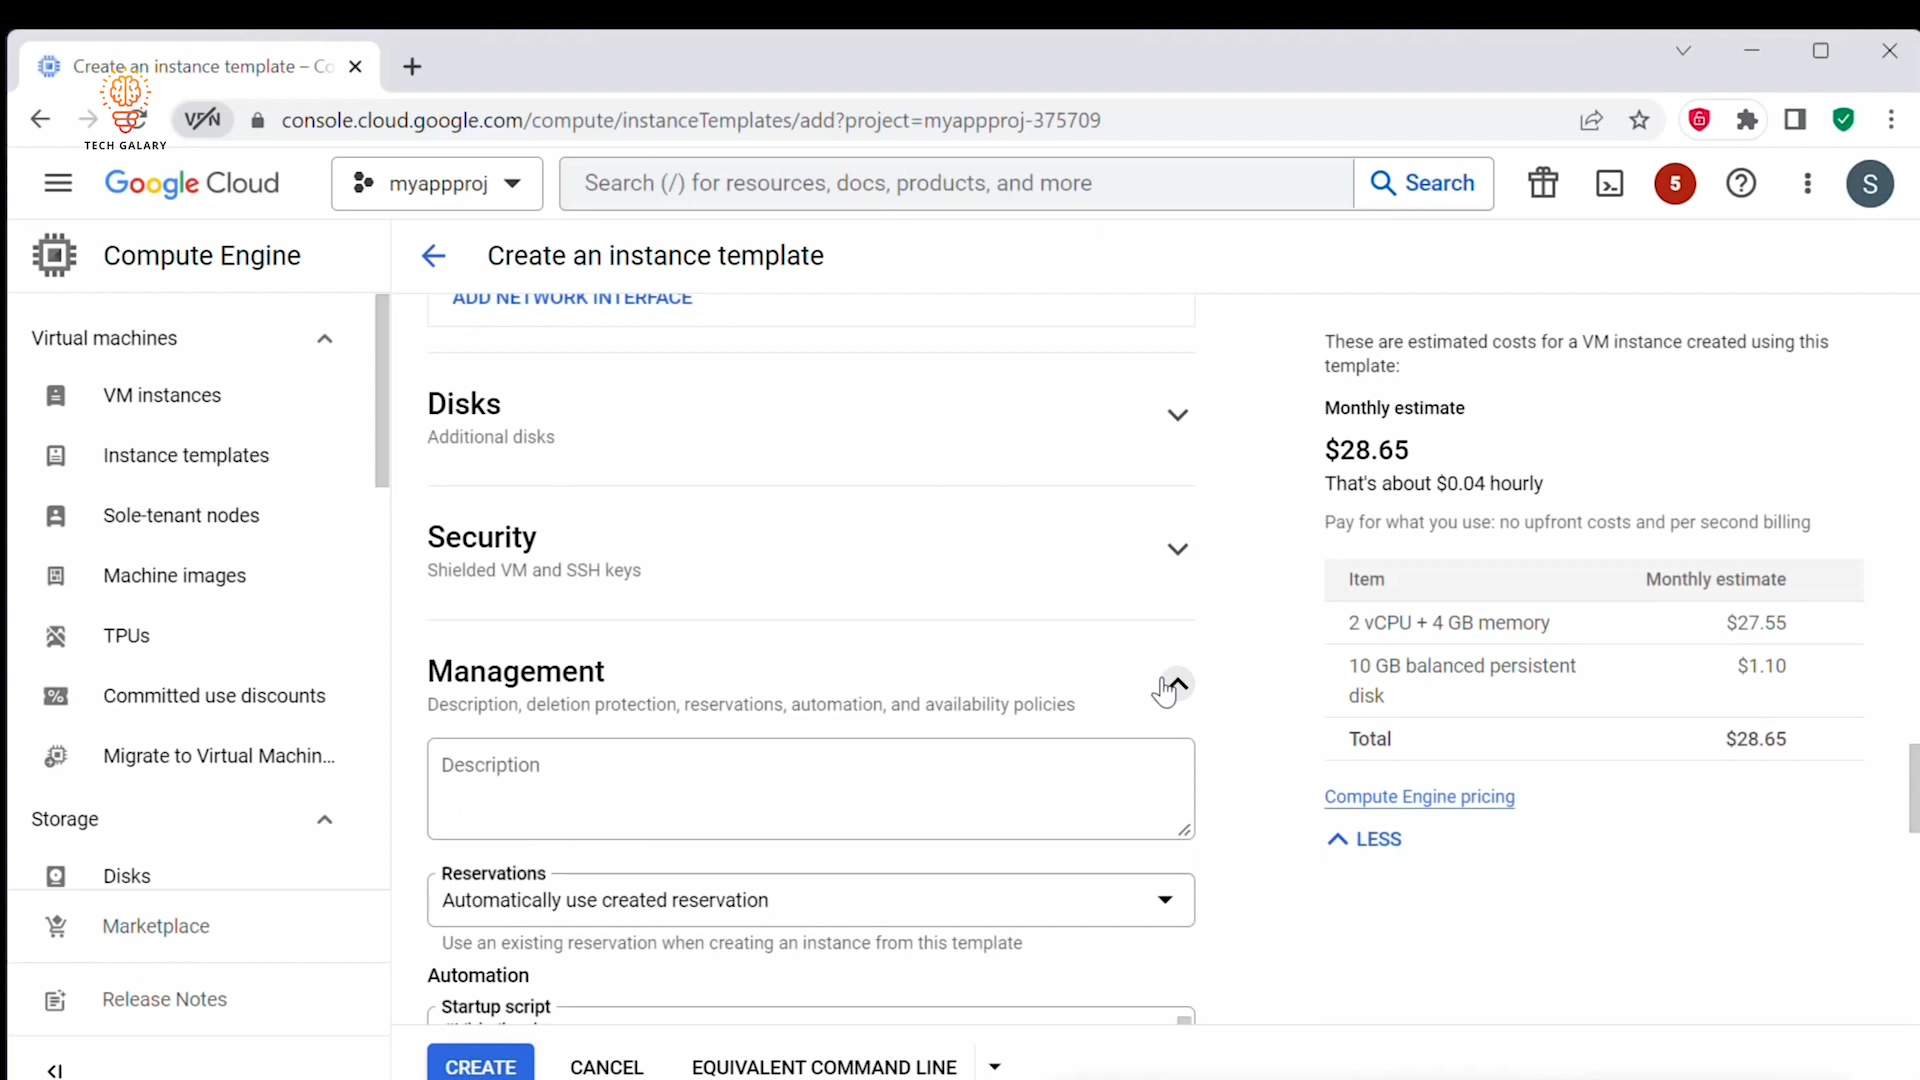 Create an instance template – Co
VPN
console.cloud.google.com/compute/instanceTemplates/add?project=myappproj-375709
TECH GALARY
Google Cloud
myappproj
Search (/) for resources, docs, products, and more
Search
5
S
Compute Engine
Create an instance template
Virtual machines
VM instances
Instance templates
Sole-tenant nodes
Machine images
TPUs
Committed use discounts
Migrate to Virtual Machin...
Storage
Disks
Marketplace
Release Notes
ADD NETWORK INTERFACE
Disks
Additional disks
Security
Shielded VM and SSH keys
Management
Description, deletion protection, reservations, automation, and availability policies
Description
Reservations
Automatically use created reservation
Use an existing reservation when creating an instance from this template
Automation
Startup script
CREATE
CANCEL
EQUIVALENT COMMAND LINE
These are estimated costs for a VM instance created using this
template:
Monthly estimate
$28.65
That's about $0.04 hourly
Pay for what you use: no upfront costs and per second billing
Item Monthly estimate
2 vCPU + 4 GB memory $27.55
10 GB balanced persistent $1.10
disk
Total $28.65
Compute Engine pricing
LESS